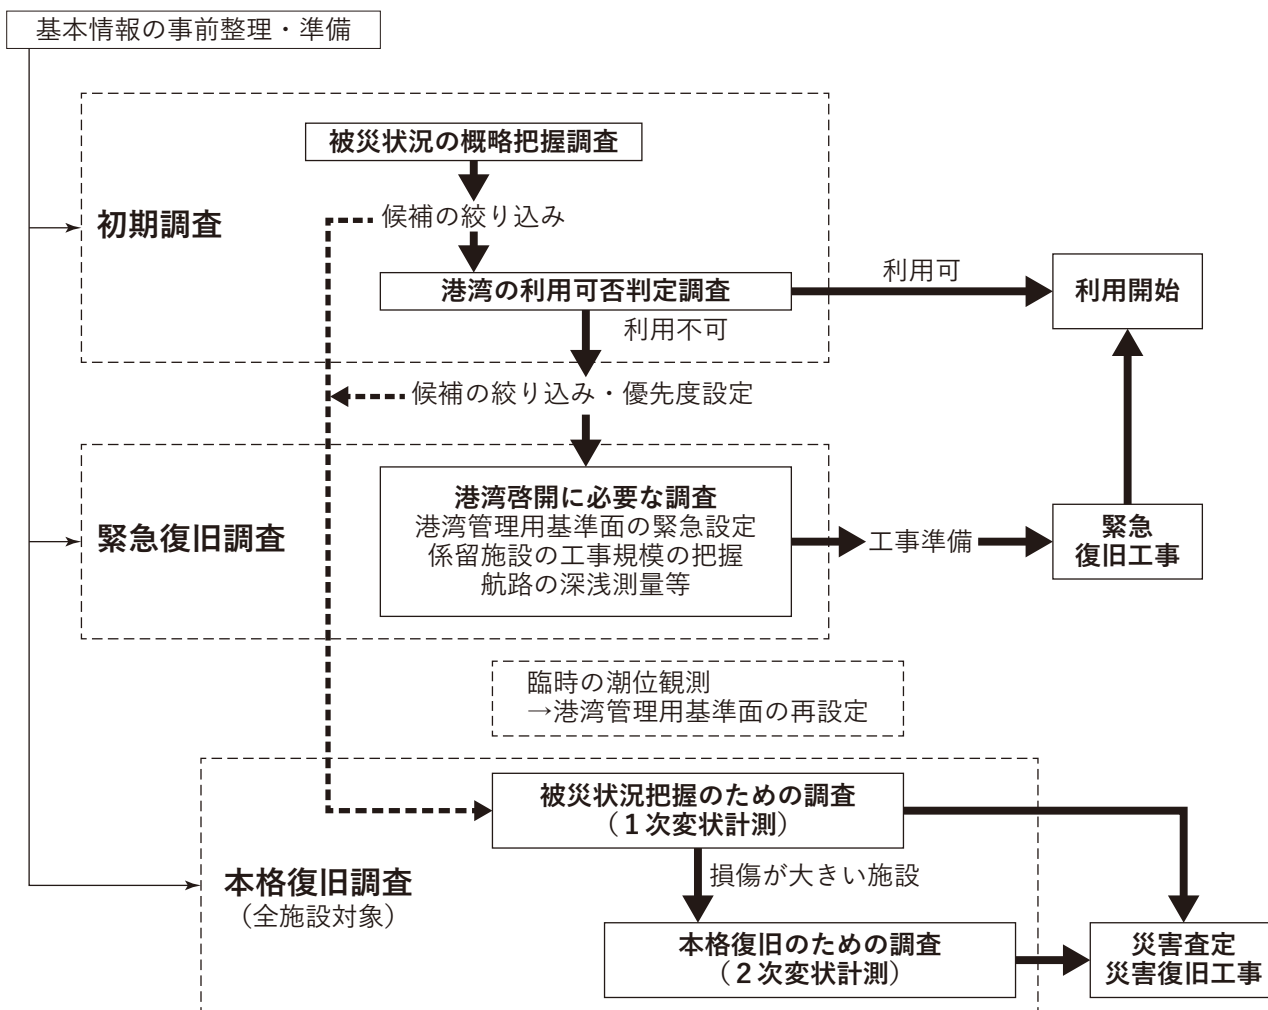 基本情報の事前整理・準備
初期調査
被災状況の概略把握調査
候補の絞り込み
港湾の利用可否判定調査
利用可
利用開始
利用不可
候補の絞り込み・優先度設定
緊急復旧調査
港湾啓開に必要な調査
港湾管理用基準面の緊急設定
係留施設の工事規模の把握
航路の深浅測量等
工事準備
緊急
復旧工事
臨時の潮位観測
→港湾管理用基準面の再設定
本格復旧調査
（全施設対象）
被災状況把握のための調査
（１次変状計測）
損傷が大きい施設
本格復旧のための調査
（２次変状計測）
災害査定
災害復旧工事